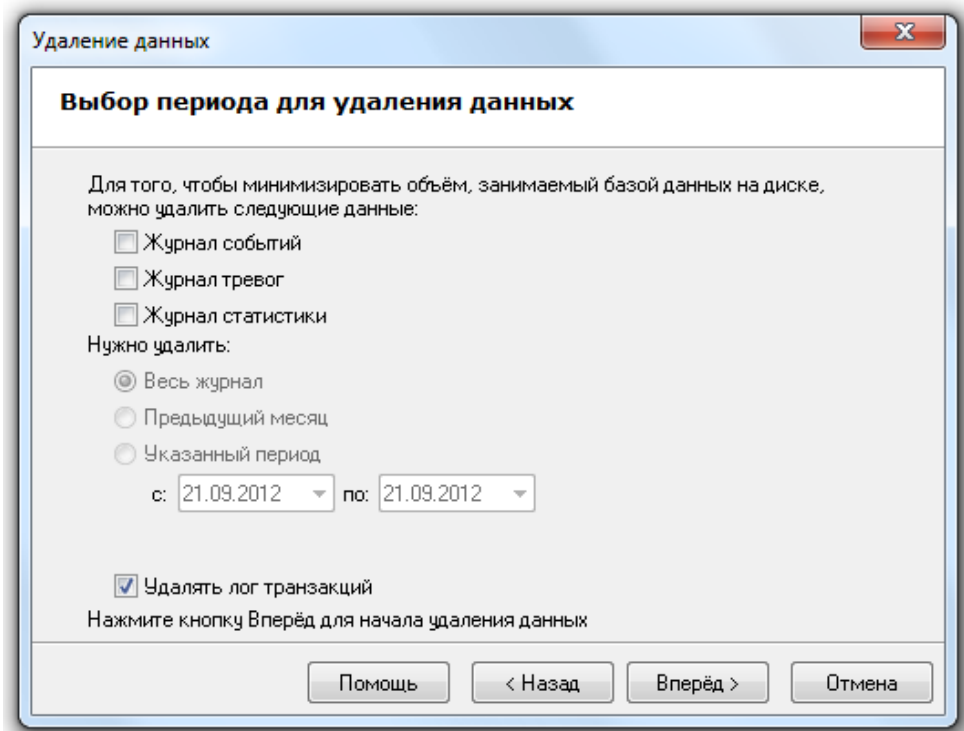 Удаление данных
Выбор периода для удаления данных
Для того, чтобы минимизировать объём, занимаемый базой данных на диске,
можно удалить следующие данные:
Журнал событий
Журнал тревог
Журнал статистики
Нужно удалить:
Весь журнал
Предыдущий месяц
Указанный период
с: 21.09.2012 по: 21.09.2012
Удалять лог транзакций
Нажмите кнопку Вперёд для начала удаления данных
Помощь < Назад Вперёд > Отмена